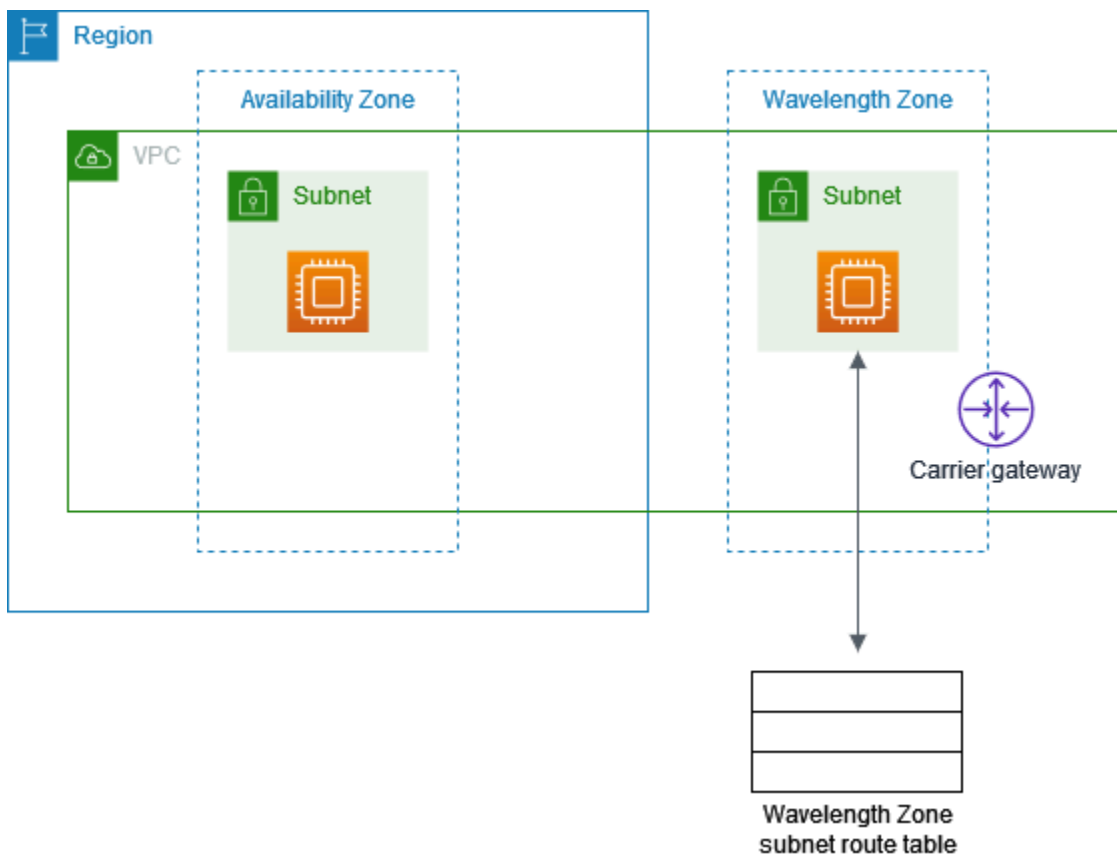 Region
Availability Zone
Wavelength Zone
VPC
Subnet
Subnet
Carrier gateway
Wavelength Zone
subnet route table